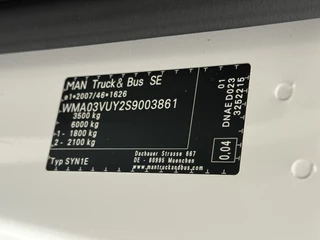 MAN Truck & Bus SE
e1*2007/46*1626
WMA03VUY2S9003861
3500 kg
6000 kg
1 - 1800 kg
2 - 2100 kg
Typ SYN1E
Dachauer Strasse 667
DE - 80995 Muenchen
www.mantruckandbus.com
01
DNAED023
3252215
0.04